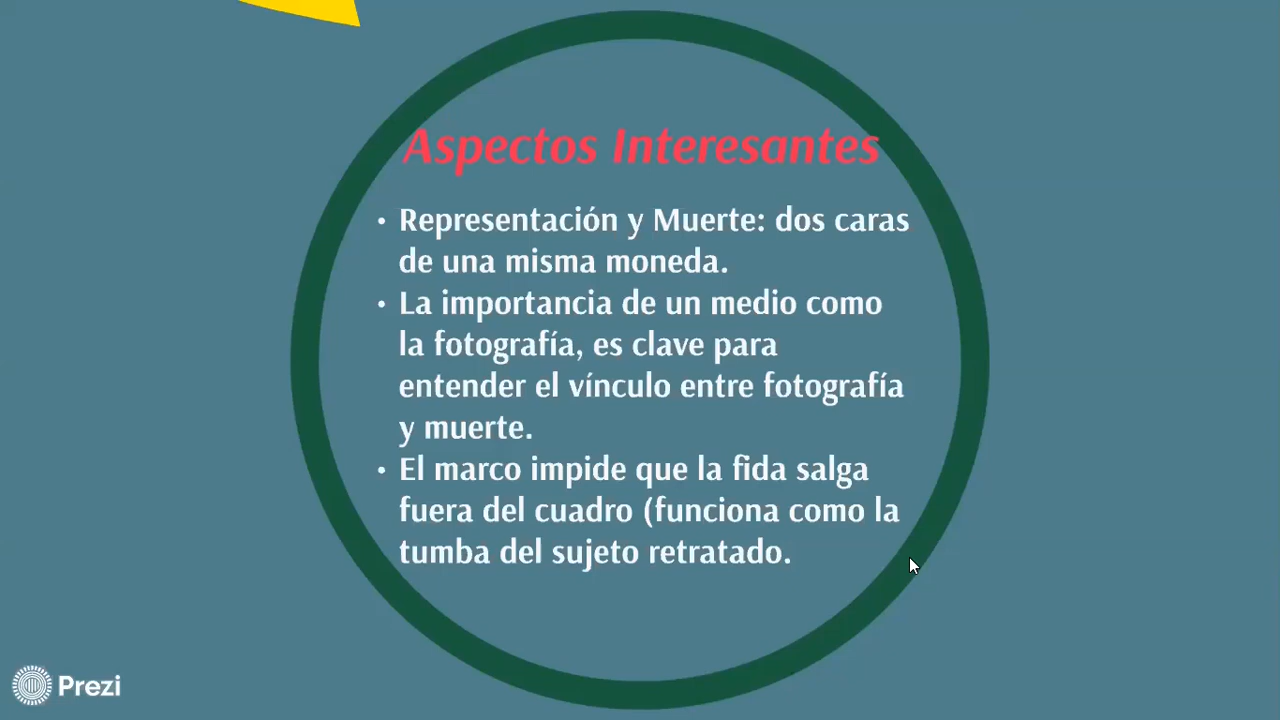 Aspectos Interesantes
• Representación y Muerte: dos caras
de una misma moneda.
• La importancia de un medio como
la fotografía, es clave para
entender el vínculo entre fotografía
y muerte.
• El marco impide que la fida salga
fuera del cuadro (funciona como la
tumba del sujeto retratado.
Prezi